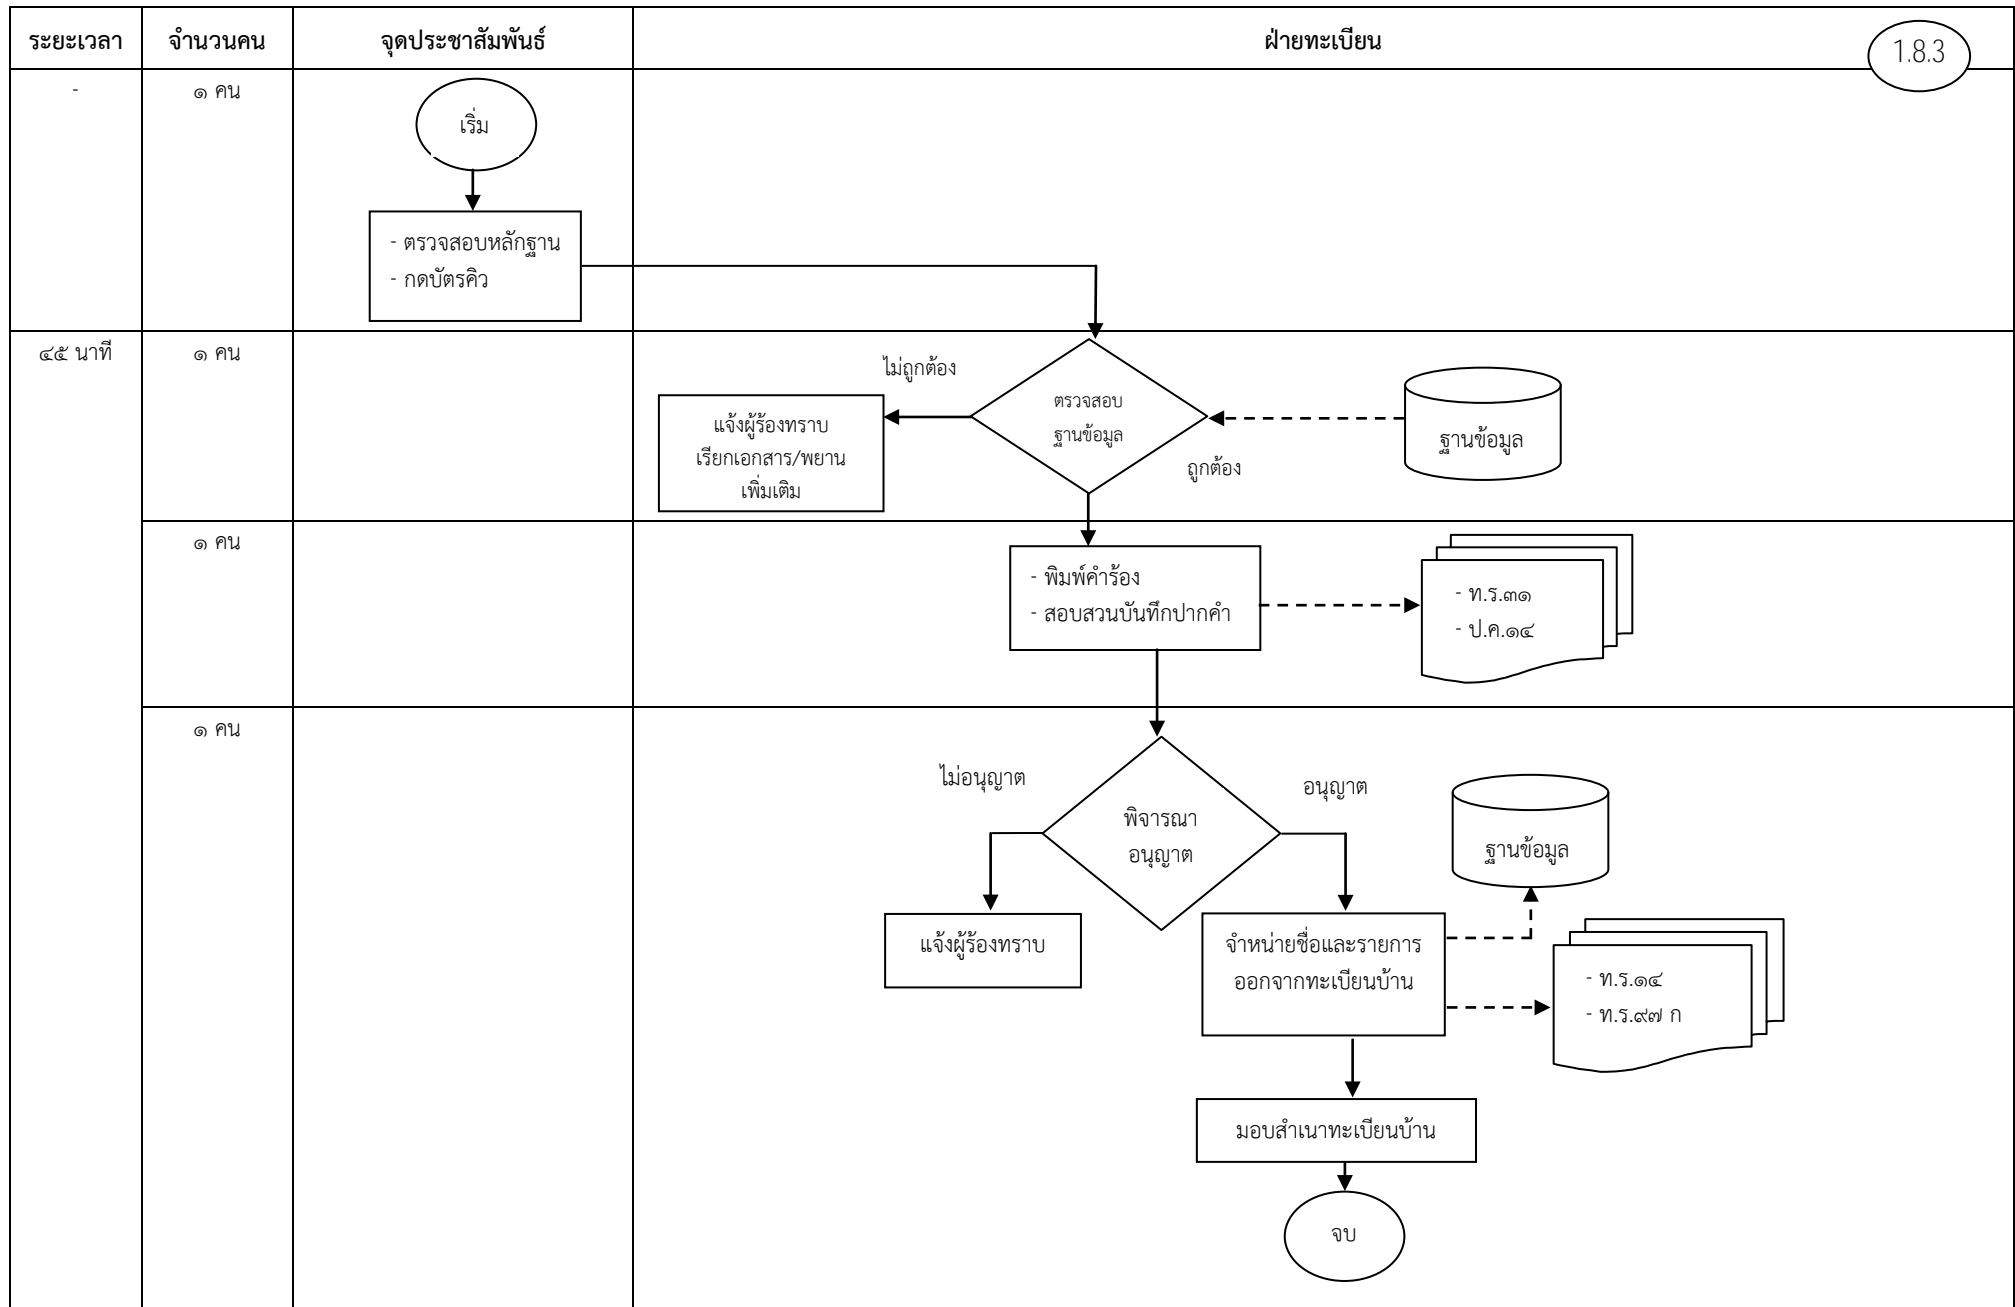 ระยะเวลา
จำนวนคน
จุดประชาสัมพันธ์
ฝ่ายทะเบียน
1.8.3
-
๑ คน
เริ่ม
- ตรวจสอบหลักฐาน
- กดบัตรคิว
๔๕ นาที
๑ คน
ไม่ถูกต้อง
แจ้งผู้ร้องทราบ
เรียกเอกสาร/พยาน
เพิ่มเติม
ตรวจสอบ
ฐานข้อมูล
ถูกต้อง
ฐานข้อมูล
๑ คน
- พิมพ์คำร้อง
- สอบสวนบันทึกปากคำ
- ท.ร.๓๑
- ป.ค.๑๔
๑ คน
ไม่อนุญาต
พิจารณา
อนุญาต
อนุญาต
ฐานข้อมูล
แจ้งผู้ร้องทราบ
จำหน่ายชื่อและรายการ
ออกจากทะเบียนบ้าน
- ท.ร.๑๔
- ท.ร.๙๗ ก
มอบสำเนาทะเบียนบ้าน
จบ